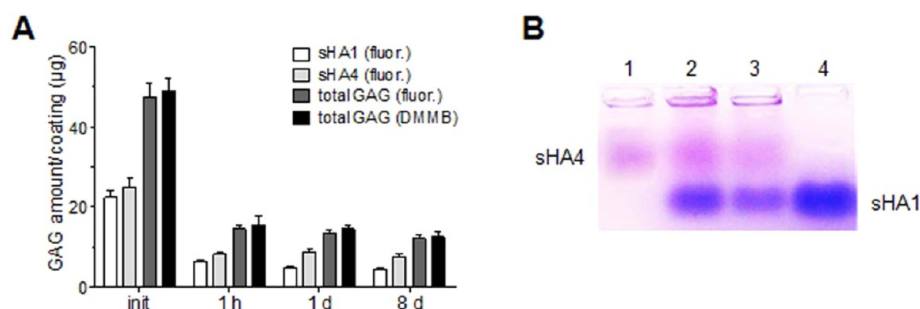 A
GAG amount/coating (µg)
60
40
20
0
init
1 h
1 d
8 d
sHA1 (fluor.)
sHA4 (fluor.)
total GAG (fluor.)
total GAG (DMMB)
B
1 2 3 4
sHA4
sHA1